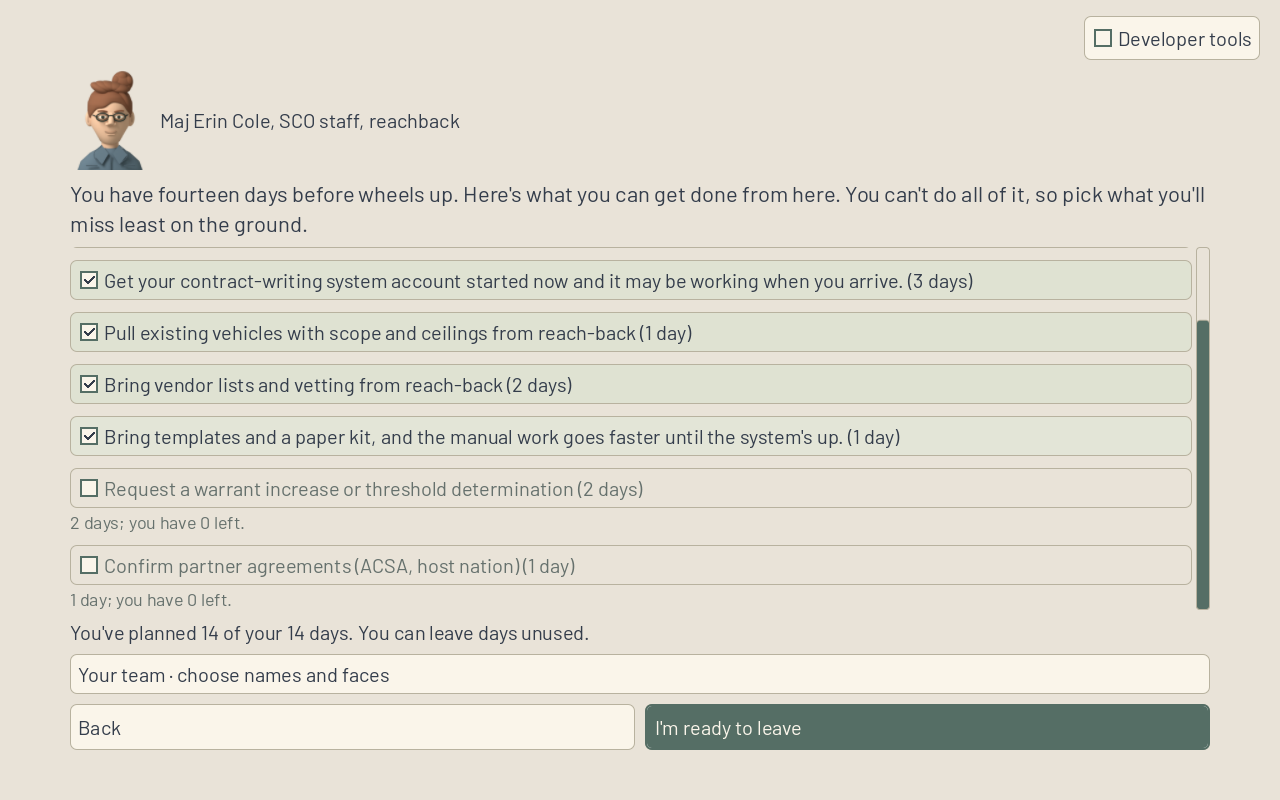 Developer tools
Maj Erin Cole, SCO staff, reachback
You have fourteen days before wheels up. Here's what you can get done from here. You can't do all of it, so pick what you'll
miss least on the ground.
Get your contract-writing system account started now and it may be working when you arrive. (3 days)
Pull existing vehicles with scope and ceilings from reach-back (1 day)
Bring vendor lists and vetting from reach-back (2 days)
Bring templates and a paper kit, and the manual work goes faster until the system's up. (1 day)
Request a warrant increase or threshold determination (2 days)
2 days; you have 0 left.
Confirm partner agreements (ACSA, host nation) (1 day)
1 day; you have 0 left.
You've planned 14 of your 14 days. You can leave days unused.
Your team · choose names and faces
Back
I'm ready to leave